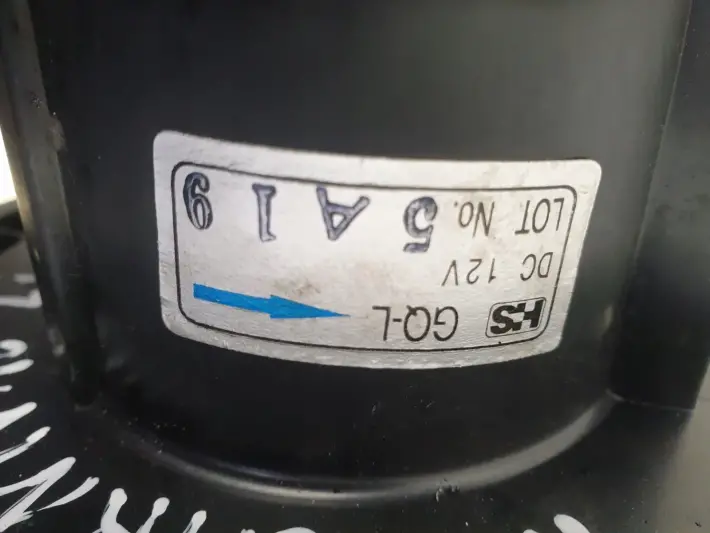 HS GQ-L
DC 12V
LOT No. 5 A 1 9